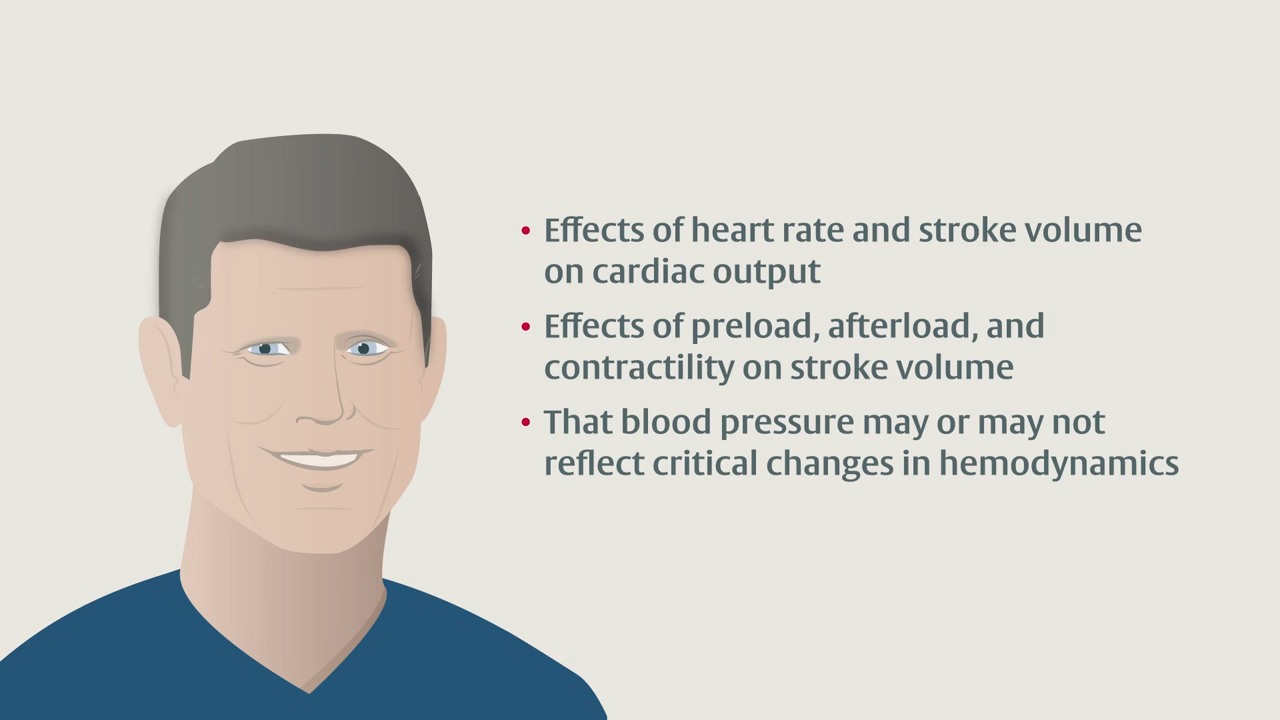 • Effects of heart rate and stroke volume
on cardiac output
• Effects of preload, afterload, and
contractility on stroke volume
• That blood pressure may or may not
reflect critical changes in hemodynamics